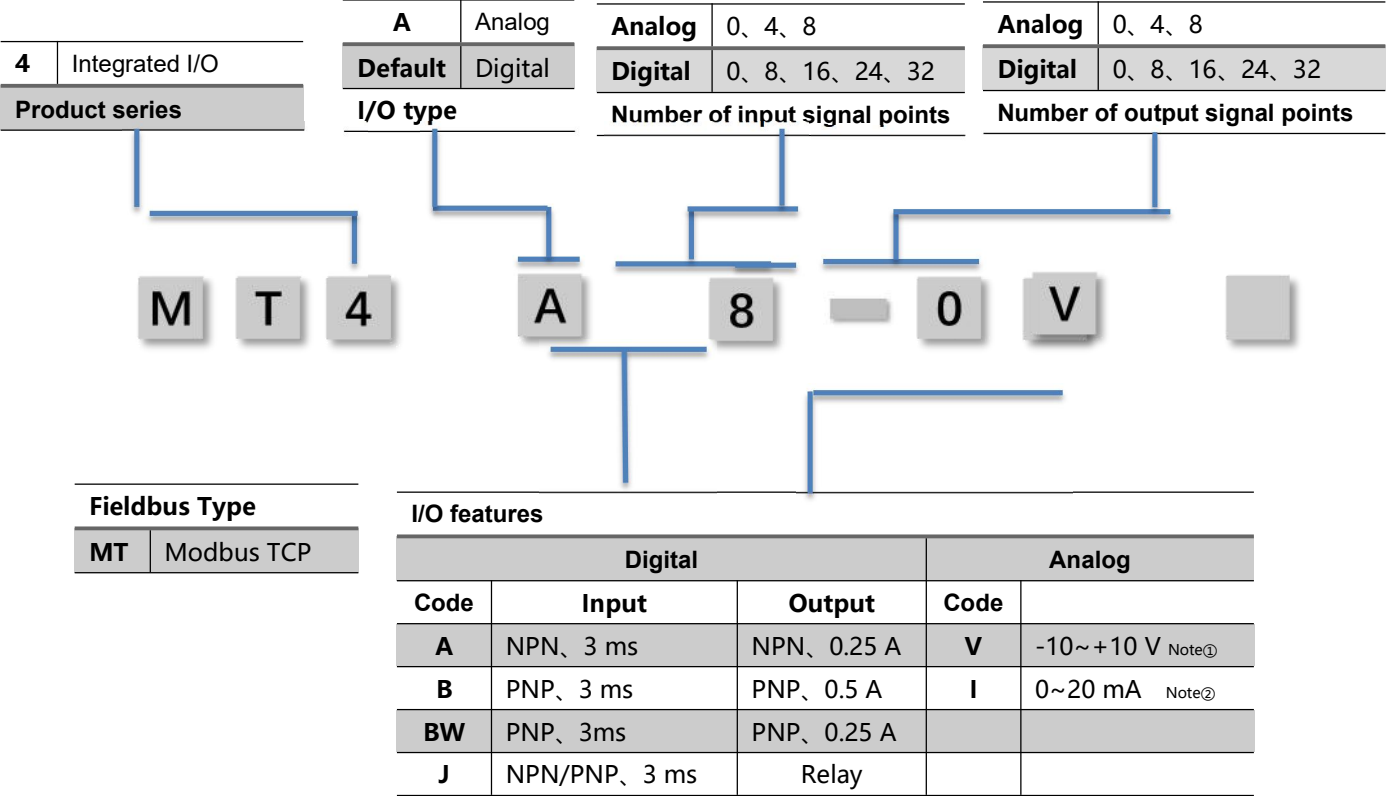 4 Integrated I/O
Product series
A Analog
Default Digital
I/O type
Analog 0、4、8
Digital 0、8、16、24、32
Number of input signal points
Analog 0、4、8
Digital 0、8、16、24、32
Number of output signal points
M T 4 A 8 - 0 V
Fieldbus Type
MT Modbus TCP
I/O features
Digital Analog
Code Input Output Code
A NPN、3 ms NPN、0.25 A V -10~+10 V Note①
B PNP、3 ms PNP、0.5 A I 0~20 mA Note②
BW PNP、3ms PNP、0.25 A
J NPN/PNP、3 ms Relay